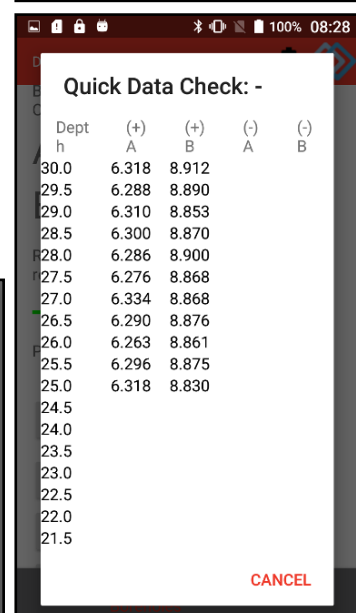 100% 08:28
Quick Data Check: -
Dept
h (+)
A (+)
B (-)
A (-)
B
30.0 6.318 8.912
29.5 6.288 8.890
29.0 6.310 8.853
28.5 6.300 8.870
28.0 6.286 8.900
27.5 6.276 8.868
27.0 6.334 8.868
26.5 6.290 8.876
26.0 6.263 8.861
25.5 6.296 8.875
25.0 6.318 8.830
24.5
24.0
23.5
23.0
22.5
22.0
21.5
CANCEL